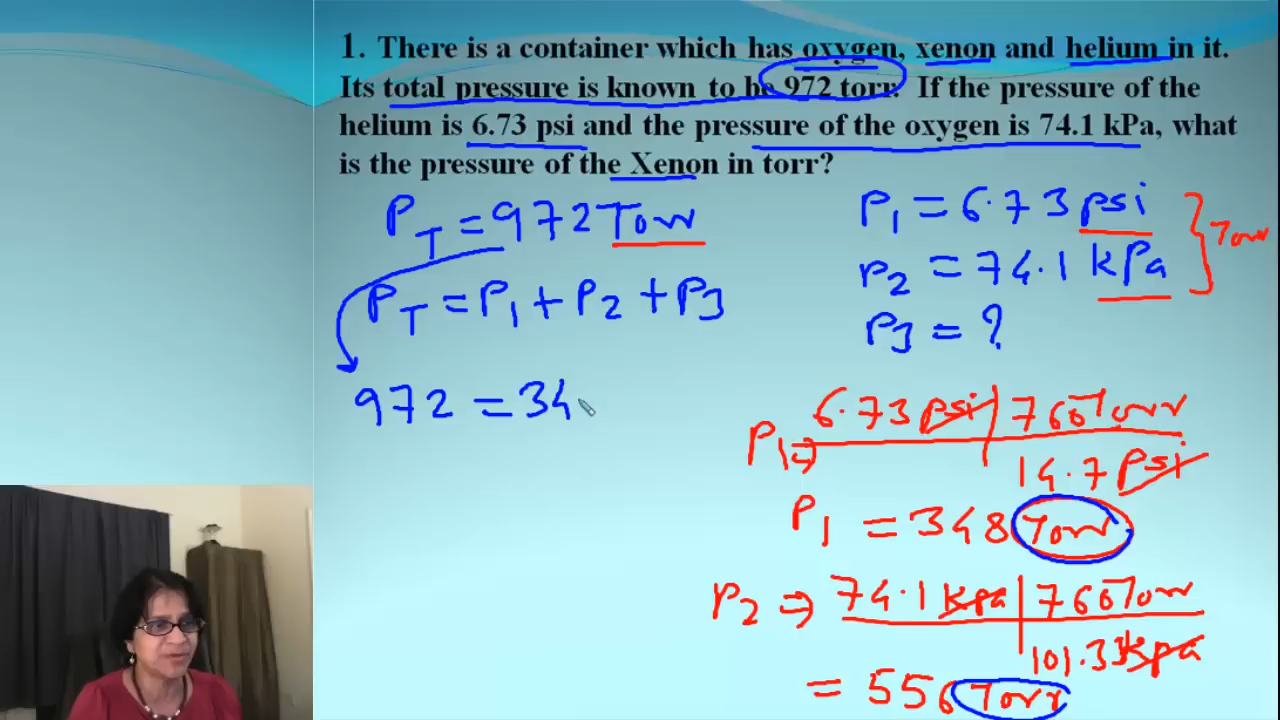 1. There is a container which has oxygen, xenon and helium in it.
Its total pressure is known to be 972 torr. If the pressure of the
helium is 6.73 psi and the pressure of the oxygen is 74.1 kPa, what
is the pressure of the Xenon in torr?
PT = 972 Torr
PT = P1 + P2 + P3
972 = 34
P1 = 6.73 psi
P2 = 74.1 kPa
Torr
P3 = ?
P1 ⇒ 6.73 psi | 760 Torr
14.7 psi
P1 = 348 Torr
P2 ⇒ 74.1 kPa | 760 Torr
101.33 kPa
= 556 Torr